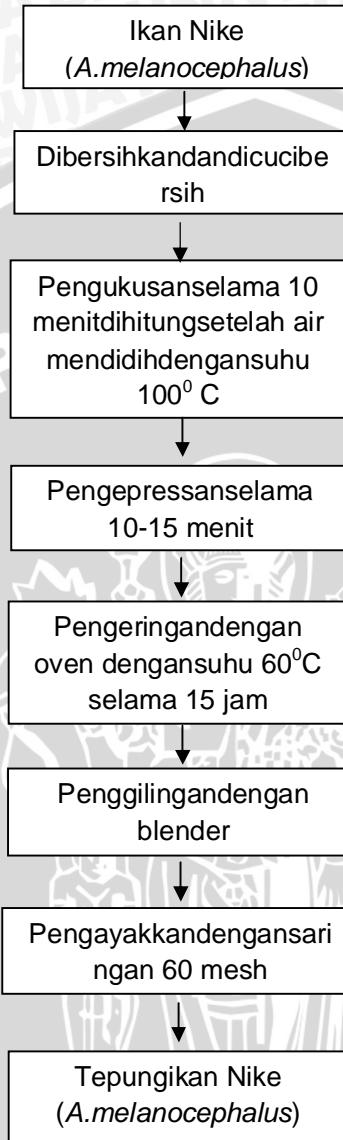 Ikan Nike
(A.melanocephalus)
Dibersihkandandicucibe
rsih
Pengukusanselama 10
menitdihitungsetelah air
mendidihdengansuhu
100⁰ C
Pengepressanselama
10-15 menit
Pengeringandengan
oven dengansuhu 60⁰C
selama 15 jam
Penggilingandengan
blender
Pengayakkandengansari
ngan 60 mesh
Tepungikan Nike
(A.melanocephalus)